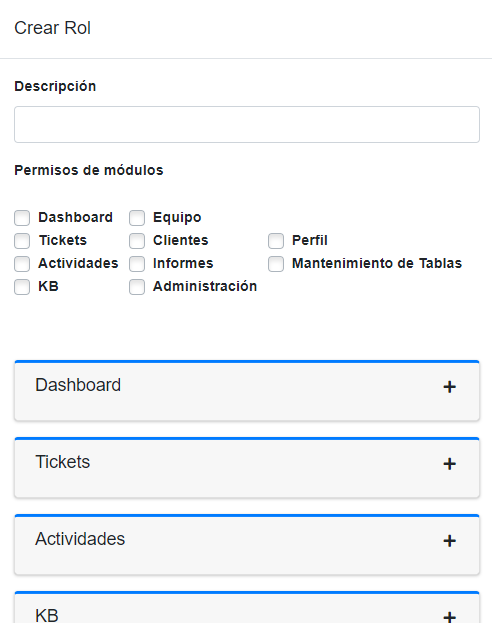 Crear Rol
Descripción
Permisos de módulos
Dashboard Equipo
Tickets Clientes Perfil
Actividades Informes Mantenimiento de Tablas
KB Administración
Dashboard +
Tickets +
Actividades +
KB +